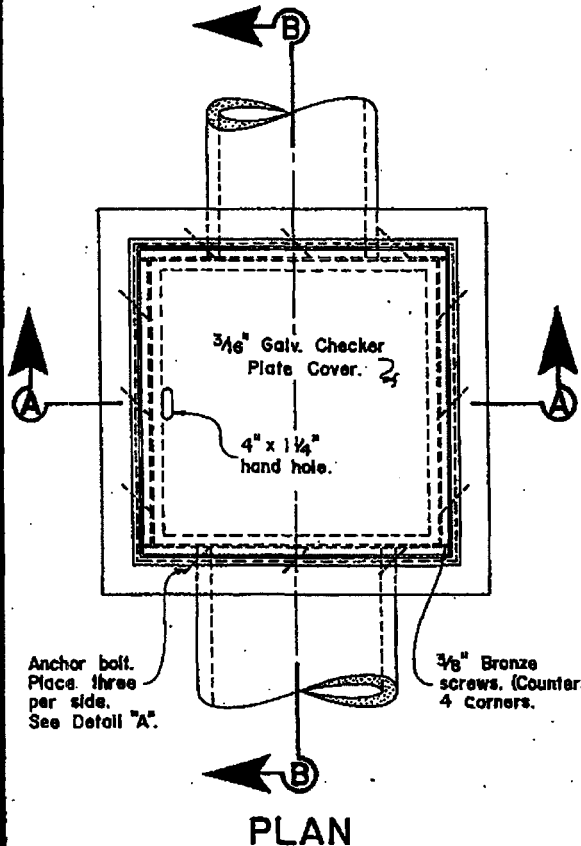 B
3/16" Galv. Checker
Plate Cover.
A
A
4" x 1 1/4"
hand hole.
Anchor bolt.
Place three
per side.
See Detail "A".
3/8" Bronze
screws. (Counter
4 Corners.
B
PLAN